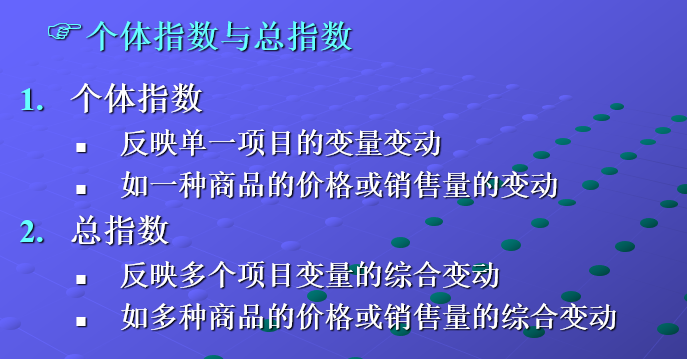 ☞个体指数与总指数
1. 个体指数
■ 反映单一项目的变量变动
■ 如一种商品的价格或销售量的变动
2. 总指数
■ 反映多个项目变量的综合变动
■ 如多种商品的价格或销售量的综合变动